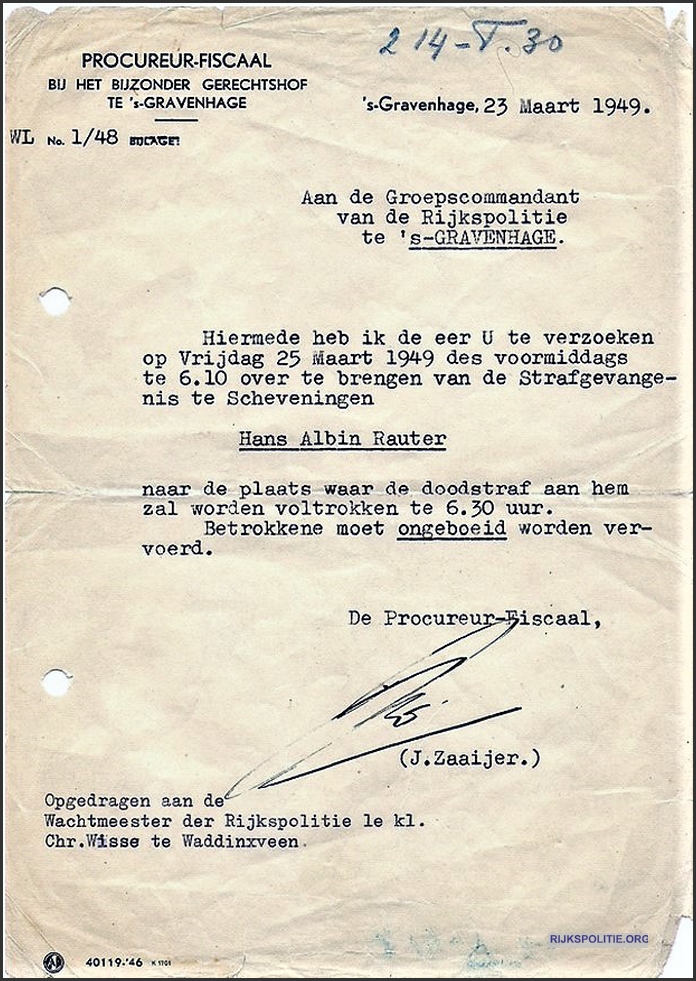 2 14-T.30
PROCUREUR-FISCAAL
BIJ HET BIJZONDER GERECHTSHOF
TE 's-GRAVENHAGE
's-Gravenhage, 23 Maart 1949.
WL No. 1/48 BIJLAGE:
Aan de Groepscommandant
van de Rijkspolitie
te 's-GRAVENHAGE.
Hiermede heb ik de eer U te verzoeken
op Vrijdag 25 Maart 1949 des voormiddags
te 6.10 over te brengen van de Strafgevange-
nis te Scheveningen
Hans Albin Rauter
naar de plaats waar de doodstraf aan hem
zal worden voltrokken te 6.30 uur.
Betrokkene moet ongeboeid worden ver-
voerd.
De Procureur-Fiscaal,
(J.Zaaijer.)
Opgedragen aan de
Wachtmeester der Rijkspolitie 1e kl.
Chr.Wisse te Waddinxveen.
RIJKSPOLITIE.ORG
40119-'46 K 1701